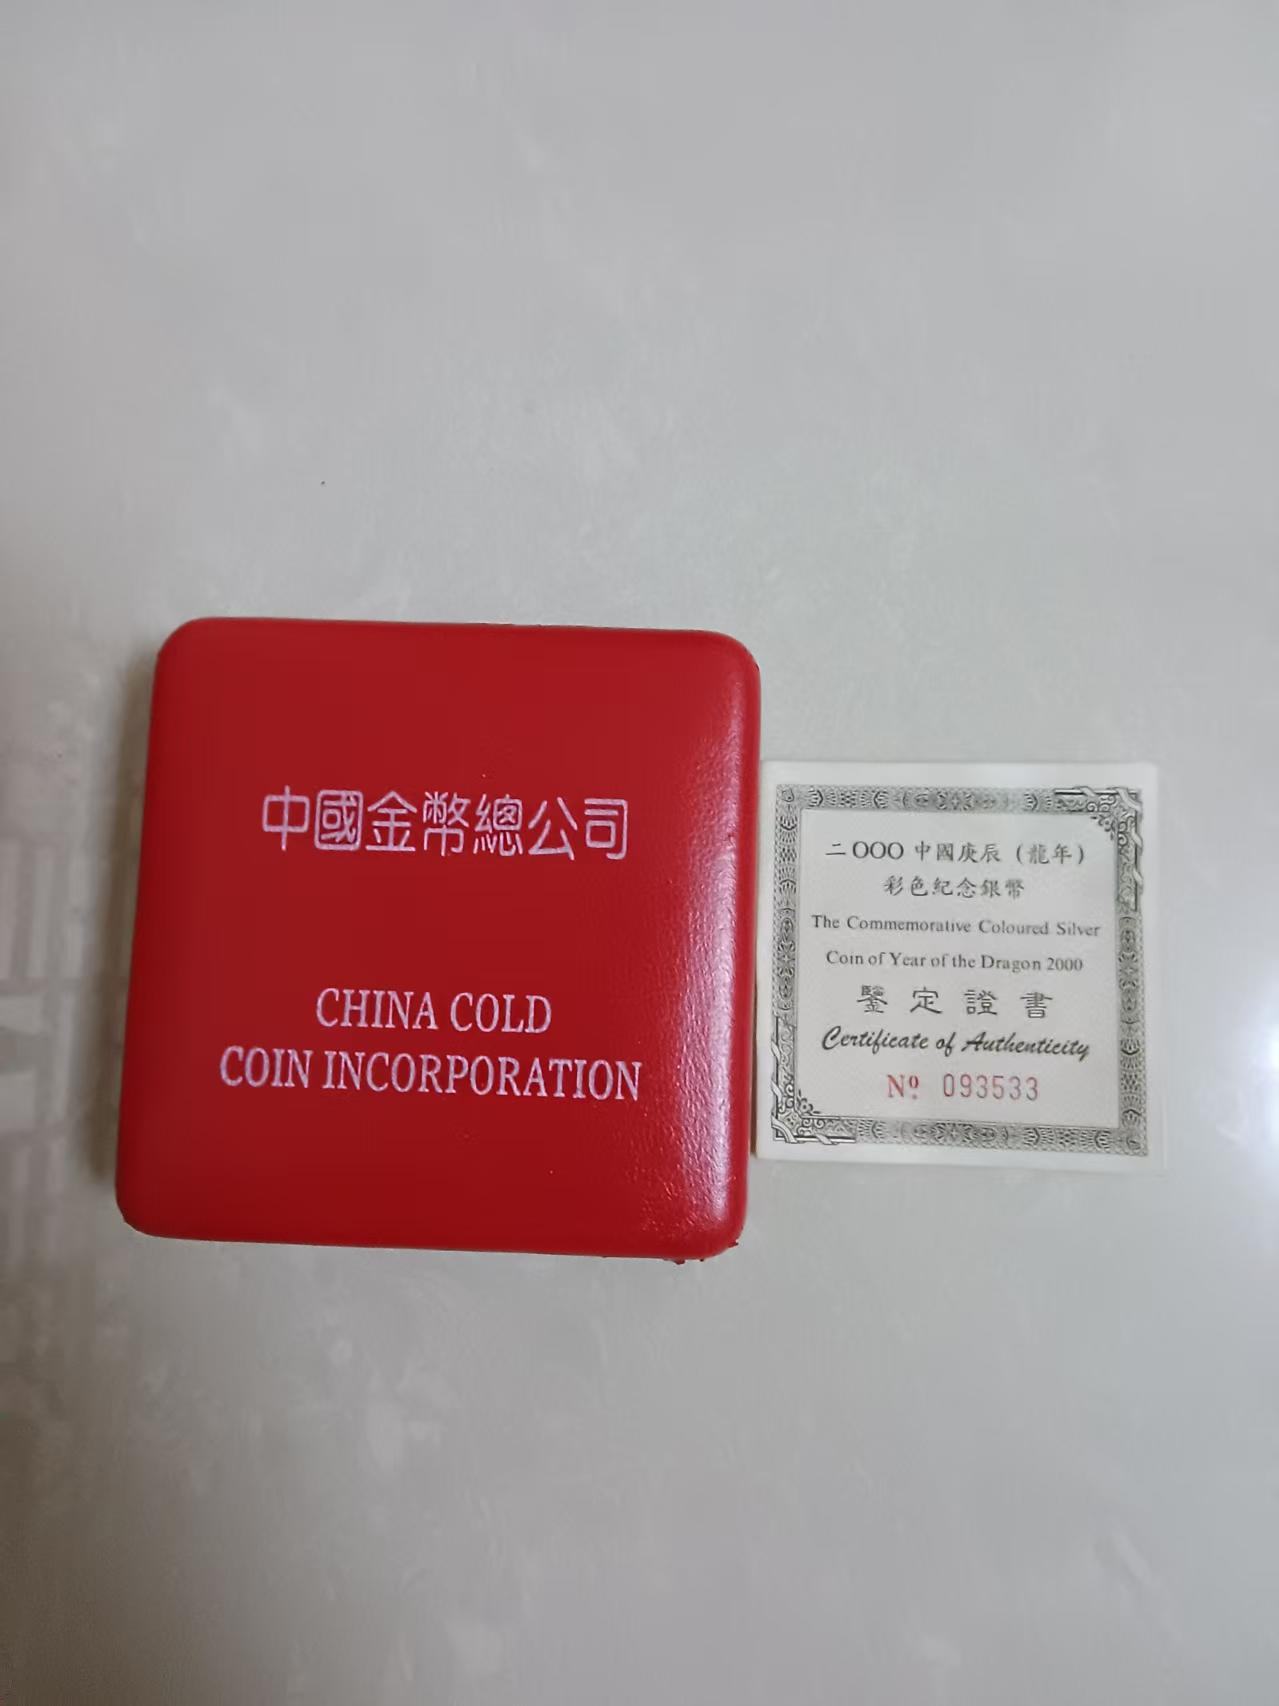 中國金幣總公司
CHINA COLD
COIN INCORPORATION
二OOO中國庚辰（龍年）
彩色紀念銀幣
The Commemorative Coloured Silver
Coin of Year of the Dragon 2000
鑒定證書
Certificate of Authenticity
Nº 093533